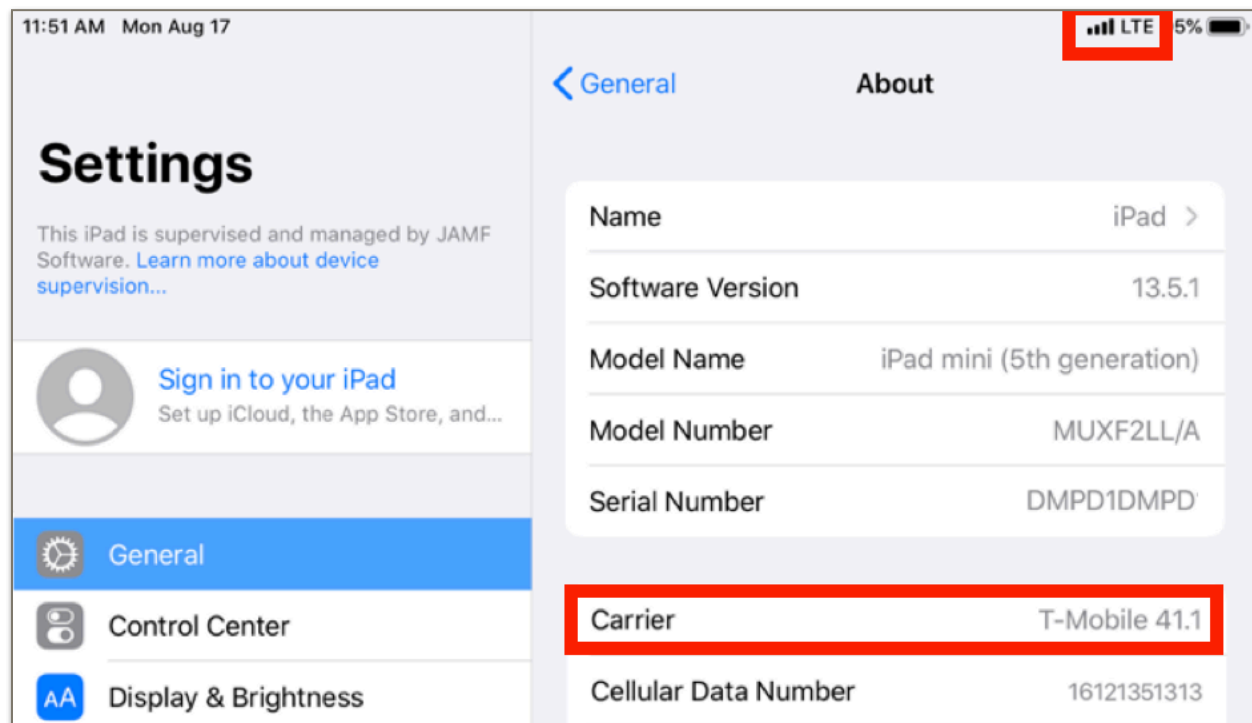 11:51 AM Mon Aug 17
LTE 5%
General
About
Settings
This iPad is supervised and managed by JAMF
Software. Learn more about device
supervision...
Sign in to your iPad
Set up iCloud, the App Store, and...
General
Control Center
AA Display & Brightness
Name iPad
Software Version 13.5.1
Model Name iPad mini (5th generation)
Model Number MUXF2LL/A
Serial Number DMPD1DMPD
Carrier T-Mobile 41.1
Cellular Data Number 16121351313